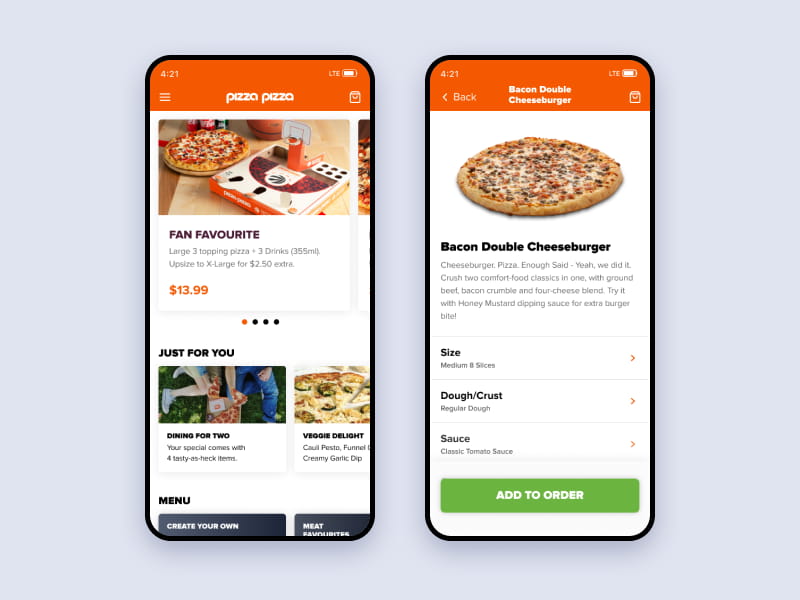 4:21
LTE
pizza pizza
FAN FAVOURITE
Large 3 topping pizza + 3 Drinks (355ml).
Upsize to X-Large for $2.50 extra.
$13.99
JUST FOR YOU
DINING FOR TWO
Your special comes with
4 tasty-as-heck items.
VEGGIE DELIGHT
Cauli Pesto, Funnel
Creamy Garlic Dip
MENU
CREATE YOUR OWN
MEAT
FAVOURITES
4:21
LTE
Back
Bacon Double
Cheeseburger
Bacon Double Cheeseburger
Cheeseburger. Pizza. Enough Said - Yeah, we did it.
Crush two comfort-food classics in one, with ground
beef, bacon crumble and four-cheese blend. Try it
with Honey Mustard dipping sauce for extra burger
bite!
Size
Medium 8 Slices
Dough/Crust
Regular Dough
Sauce
Classic Tomato Sauce
ADD TO ORDER